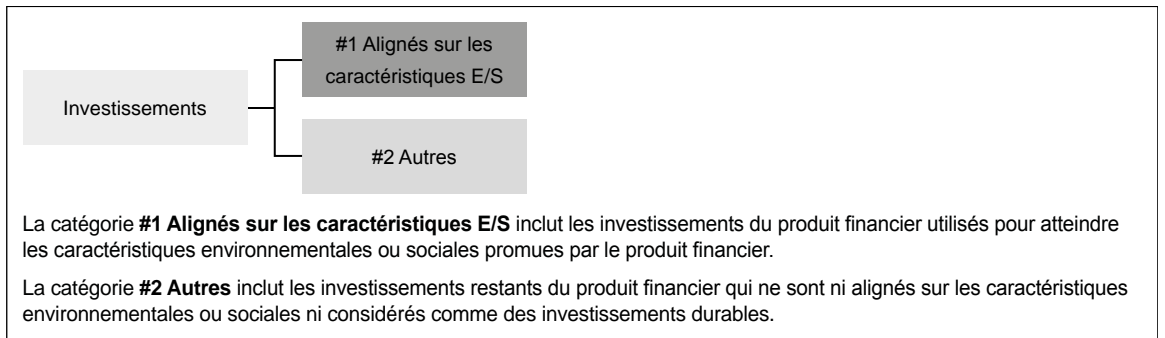 #1 Alignés sur les
caractéristiques E/S
Investissements
#2 Autres
La catégorie #1 Alignés sur les caractéristiques E/S inclut les investissements du produit financier utilisés pour atteindre
les caractéristiques environnementales ou sociales promues par le produit financier.
La catégorie #2 Autres inclut les investissements restants du produit financier qui ne sont ni alignés sur les caractéristiques
environnementales ou sociales ni considérés comme des investissements durables.